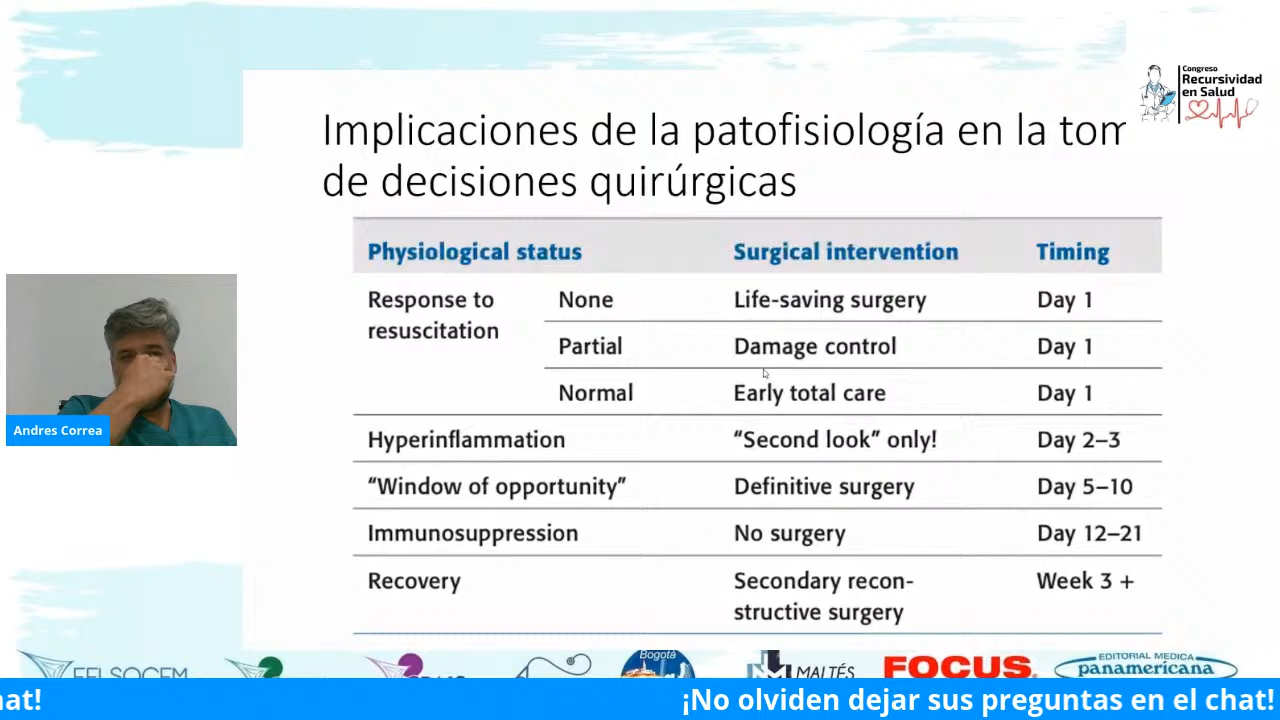 Congreso
Recursividad
en Salud
Implicaciones de la patofisiología en la tom
de decisiones quirúrgicas
Physiological status Surgical intervention Timing
Response to resuscitation None Life-saving surgery Day 1
Partial Damage control Day 1
Normal Early total care Day 1
Hyperinflammation “Second look” only! Day 2–3
“Window of opportunity” Definitive surgery Day 5–10
Immunosuppression No surgery Day 12–21
Recovery Secondary recon-
structive surgery Week 3 +
Andres Correa
Bogotá
MALTÉS
FOCUS
EDITORIAL MEDICA
panamericana
hat! ¡No olviden dejar sus preguntas en el chat!